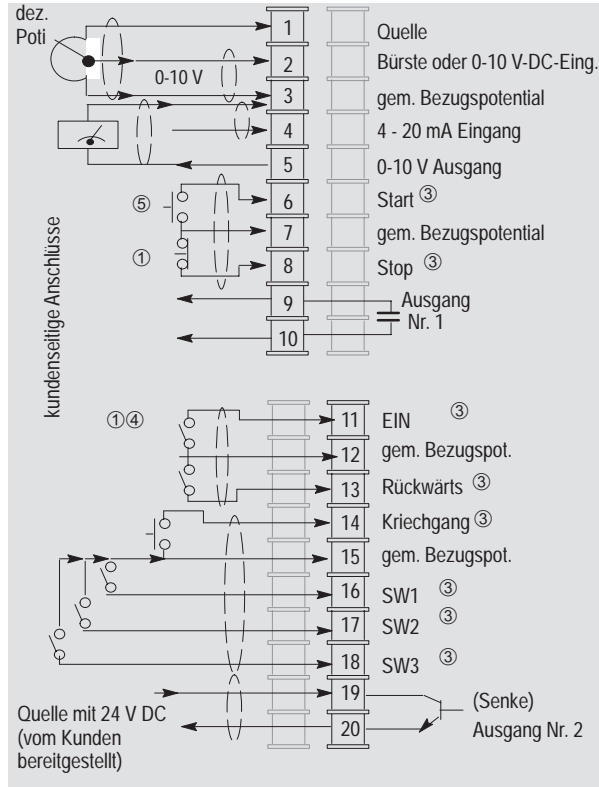 dez.
Poti
0-10 V
1
Quelle
2
Bürste oder 0-10 V-DC-Eing.
3
gem. Bezugspotential
4
4 - 20 mA Eingang
5
0-10 V Ausgang
⑤
6
Start ③
7
gem. Bezugspotential
①
8
Stop ③
9
Ausgang
Nr. 1
10
kundenseitige Anschlüsse
①④
11
EIN ③
12
gem. Bezugspot.
13
Rückwärts ③
14
Kriechgang ③
15
gem. Bezugspot.
16
SW1 ③
17
SW2 ③
18
SW3 ③
19
(Senke)
20
Ausgang Nr. 2
Quelle mit 24 V DC
(vom Kunden
bereitgestellt)